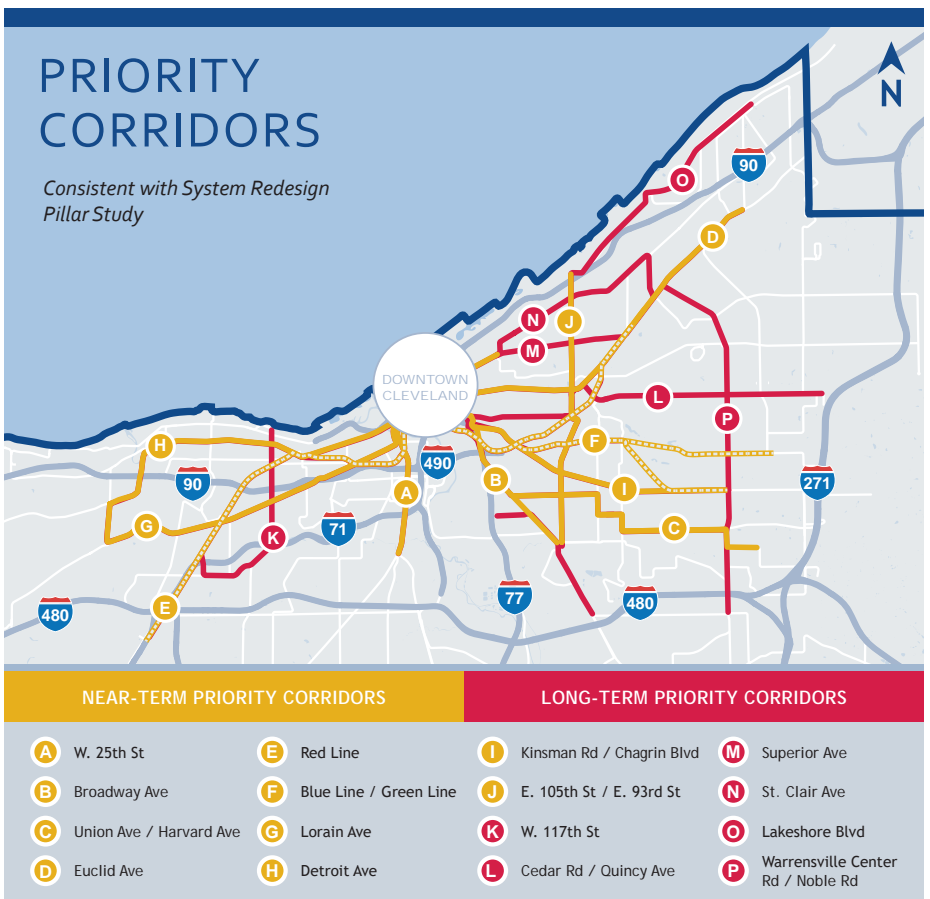 PRIORITY
CORRIDORS
Consistent with System Redesign
Pillar Study
N
90
O
D
N
J
M
DOWNTOWN
CLEVELAND
L
P
H
F
490
90
B
271
A
I
G
71
C
K
77
480
480
E
NEAR-TERM PRIORITY CORRIDORS
LONG-TERM PRIORITY CORRIDORS
A W. 25th St
B Broadway Ave
C Union Ave / Harvard Ave
D Euclid Ave
E Red Line
F Blue Line / Green Line
G Lorain Ave
H Detroit Ave
I Kinsman Rd / Chagrin Blvd
J E. 105th St / E. 93rd St
K W. 117th St
L Cedar Rd / Quincy Ave
M Superior Ave
N St. Clair Ave
O Lakeshore Blvd
P Warrensville Center
Rd / Noble Rd